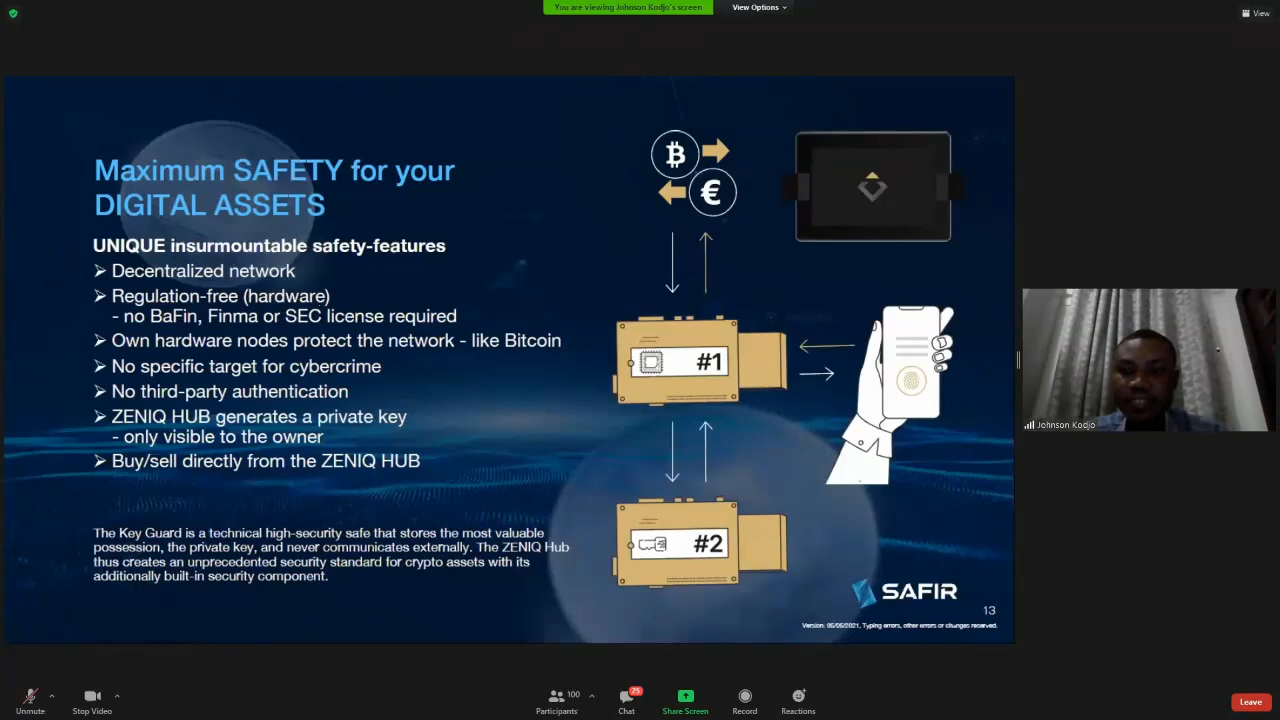 You are viewing Johnson Kodjo's screen
View Options
View
Maximum SAFETY for your
DIGITAL ASSETS
UNIQUE insurmountable safety-features
➢ Decentralized network
➢ Regulation-free (hardware)
- no BaFin, Finma or SEC license required
➢ Own hardware nodes protect the network - like Bitcoin
➢ No specific target for cybercrime
➢ No third-party authentication
➢ ZENIQ HUB generates a private key
- only visible to the owner
➢ Buy/sell directly from the ZENIQ HUB
The Key Guard is a technical high-security safe that stores the most valuable
possession, the private key, and never communicates externally. The ZENIQ Hub
thus creates an unprecedented security standard for crypto assets with its
additionally built-in security component.
₿
€
#1
#2
SAFIR
13
Version: 05/05/2021, Typing errors, other errors or changes reserved.
Johnson Kodjo
Unmute
Stop Video
100
Participants
25
Chat
Share Screen
Record
Reactions
Leave